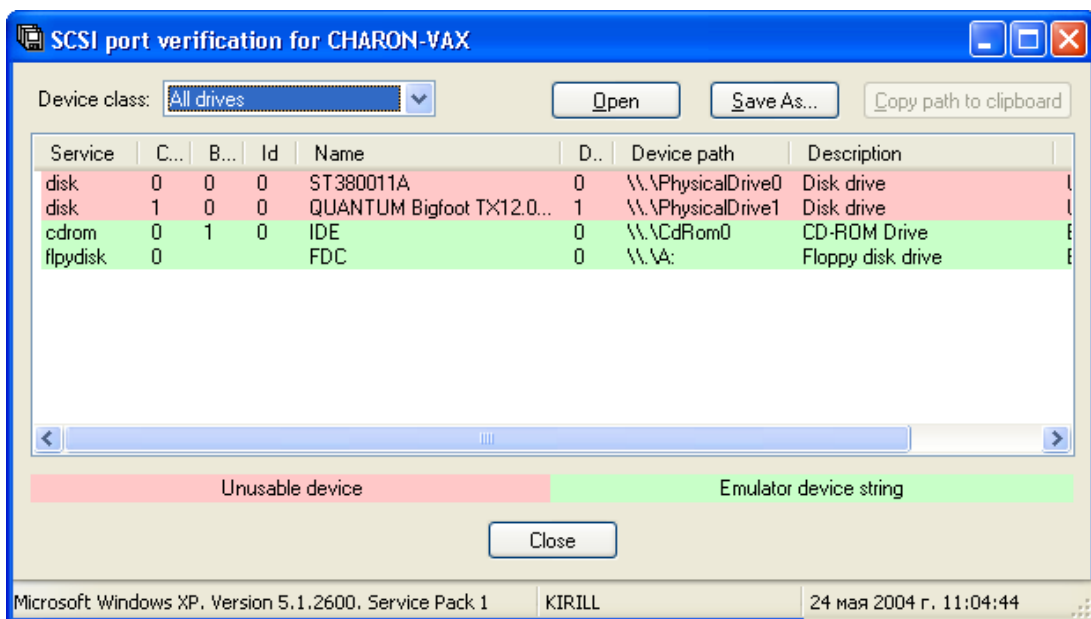 SCSI port verification for CHARON-VAX
Device class: All drives Open Save As... Copy path to clipboard
Service C... B... Id Name D.. Device path Description
disk 0 0 0 ST380011A 0 \\.\PhysicalDrive0 Disk drive
disk 1 0 0 QUANTUM Bigfoot TX12.0... 1 \\.\PhysicalDrive1 Disk drive
cdrom 0 1 0 IDE 0 \\.\CdRom0 CD-ROM Drive
flpydisk 0 FDC 0 \\.\A: Floppy disk drive
Unusable device Emulator device string
Close
Microsoft Windows XP. Version 5.1.2600. Service Pack 1 KIRILL 24 мая 2004 г. 11:04:44